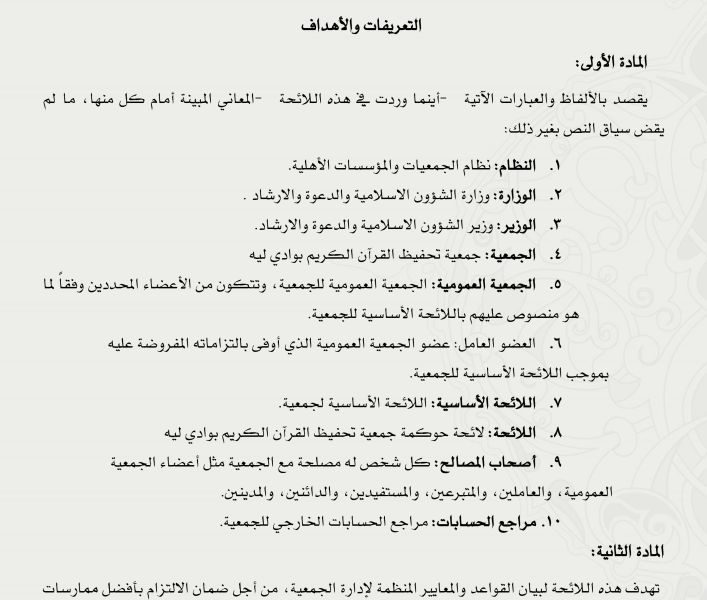 التعريفات والأهداف
المادة الأولى:
يقصد بالألفاظ والعبارات الآتية -أينما وردت في هذه اللائحة -المعاني المبينة أمام كل منها، ما لم
يقض سياق النص بغير ذلك:
١. النظام: نظام الجمعيات والمؤسسات الأهلية.
٢. الوزارة: وزارة الشؤون الاسلامية والدعوة والارشاد .
٣. الوزير: وزير الشؤون الاسلامية والدعوة والارشاد.
٤. الجمعية: جمعية تحفيظ القرآن الكريم بوادي ليه
٥. الجمعية العمومية: الجمعية العمومية للجمعية، وتتكون من الأعضاء المحددين وفقاً لما
هو منصوص عليهم باللائحة الأساسية للجمعية.
٦. العضو العامل: عضو الجمعية العمومية الذي أوفى بالتزاماته المفروضة عليه
بموجب اللائحة الأساسية للجمعية.
٧. اللائحة الأساسية: اللائحة الأساسية لجمعية.
٨. اللائحة: لائحة حوكمة جمعية تحفيظ القرآن الكريم بوادي ليه
٩. أصحاب المصالح: كل شخص له مصلحة مع الجمعية مثل أعضاء الجمعية
العمومية، والعاملين، والمتبرعين، والمستفيدين، والدائنين، والمدينين.
١٠. مراجع الحسابات: مراجع الحسابات الخارجي للجمعية.
المادة الثانية:
تهدف هذه اللائحة لبيان القواعد والمعايير المنظمة لإدارة الجمعية، من أجل ضمان الالتزام بأفضل ممارسات